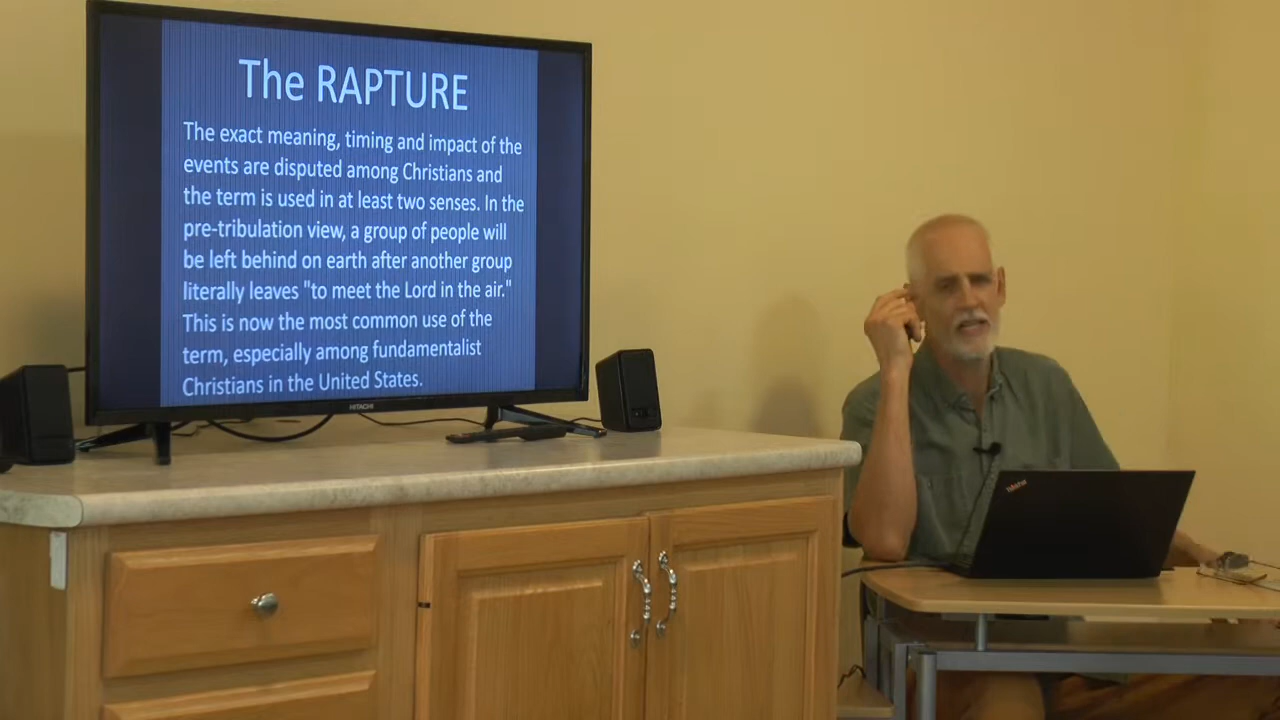 The RAPTURE
The exact meaning, timing and impact of the
events are disputed among Christians and
the term is used in at least two senses. In the
pre-tribulation view, a group of people will
be left behind on earth after another group
literally leaves "to meet the Lord in the air."
This is now the most common use of the
term, especially among fundamentalist
Christians in the United States.
HITACHI
ThinkPad